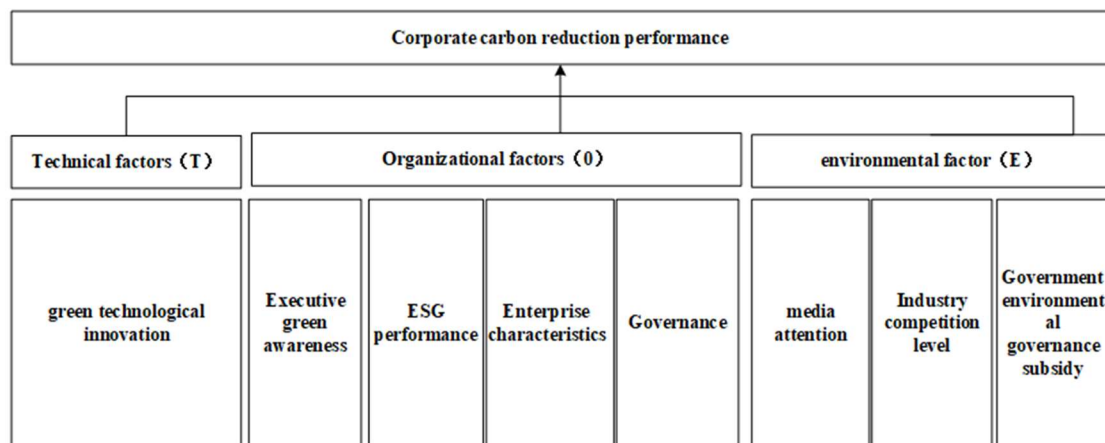 Corporate carbon reduction performance
Technical factors（T）
Organizational factors（0）
environmental factor（E）
green technological
innovation
Executive
green
awareness
ESG
performance
Enterprise
characteristics
Governance
media
attention
Industry
competition
level
Government
environment
al
governance
subsidy